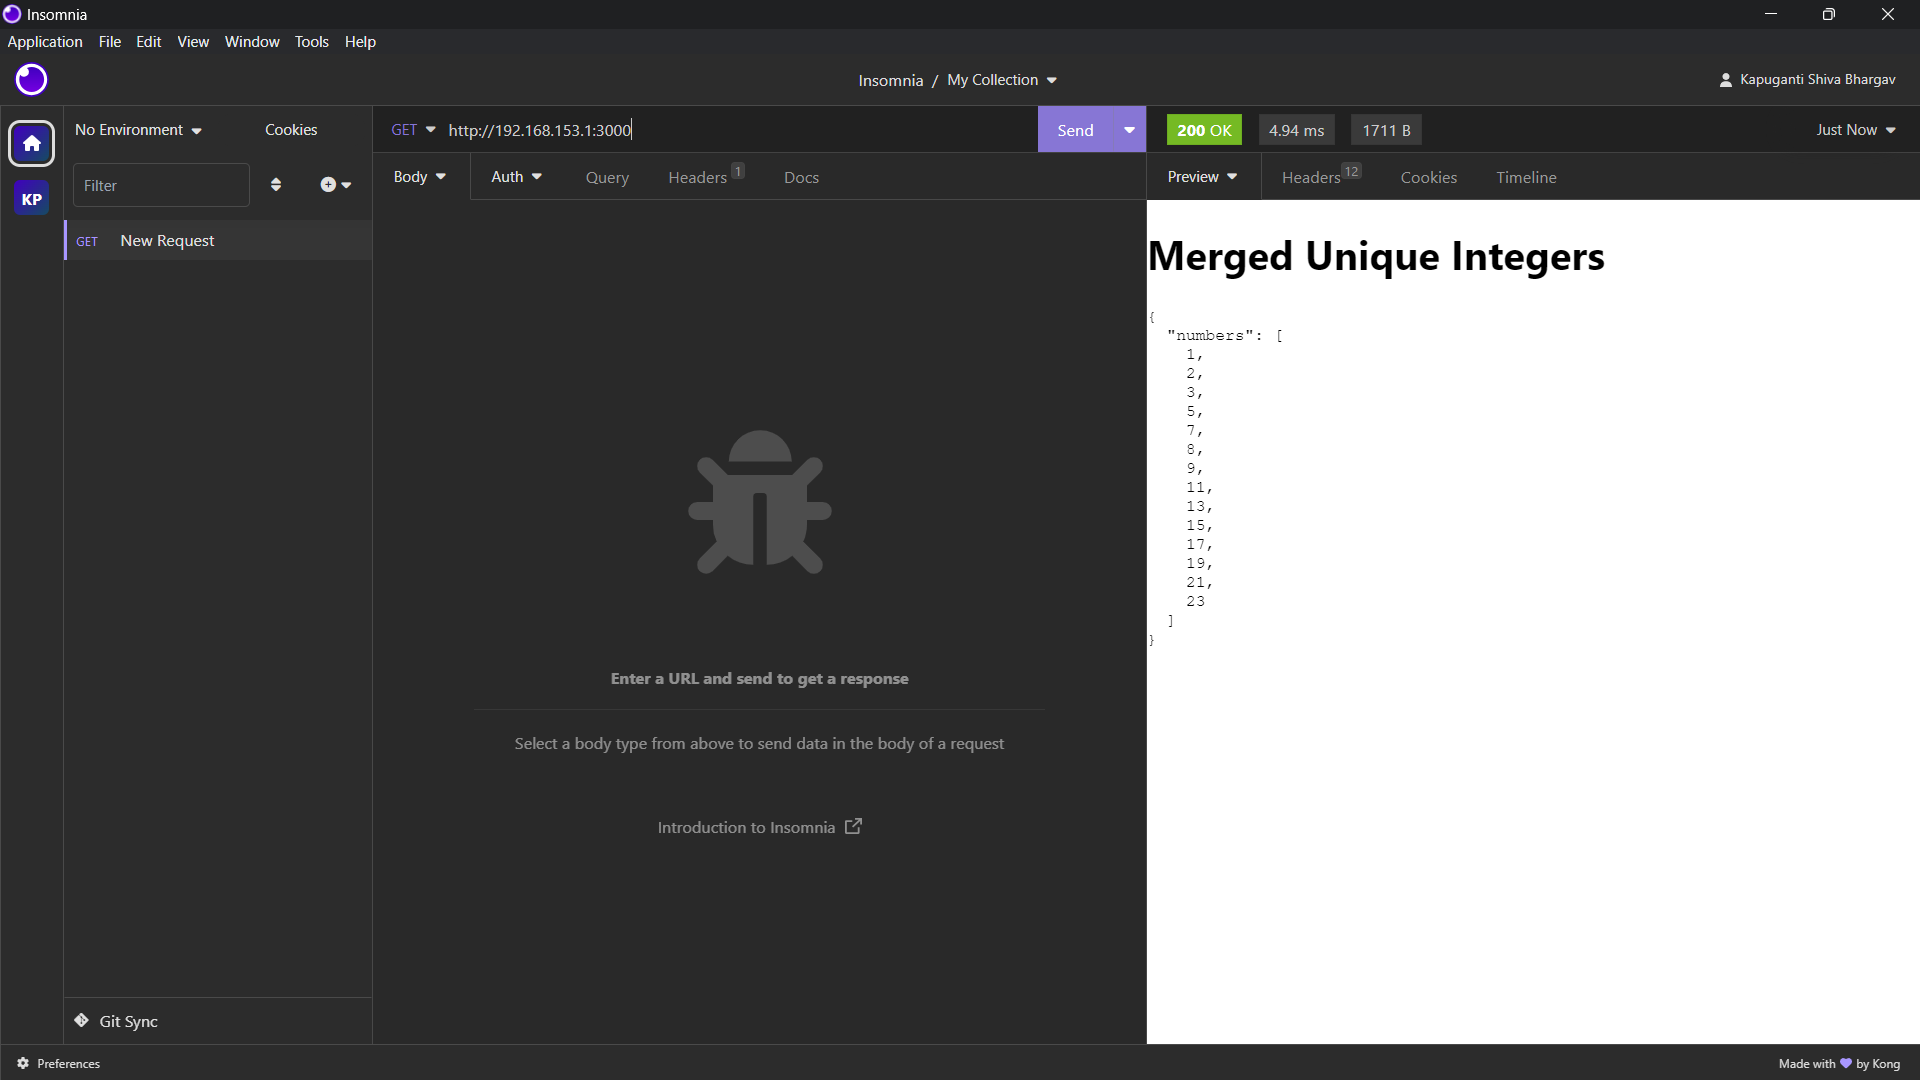 Insomnia
Application File Edit View Window Tools Help
Insomnia / My Collection
Kapuganti Shiva Bhargav
No Environment Cookies
GET http://192.168.153.1:3000
Send
200 OK 4.94 ms 1711 B
Just Now
Filter
Body Auth Query Headers 1 Docs
Preview Headers 12 Cookies Timeline
KP
GET New Request
Enter a URL and send to get a response
Select a body type from above to send data in the body of a request
Introduction to Insomnia
Merged Unique Integers
{
"numbers": [
1,
2,
3,
5,
7,
8,
9,
11,
13,
15,
17,
19,
21,
23
]
}
Git Sync
Preferences
Made with 💜 by Kong